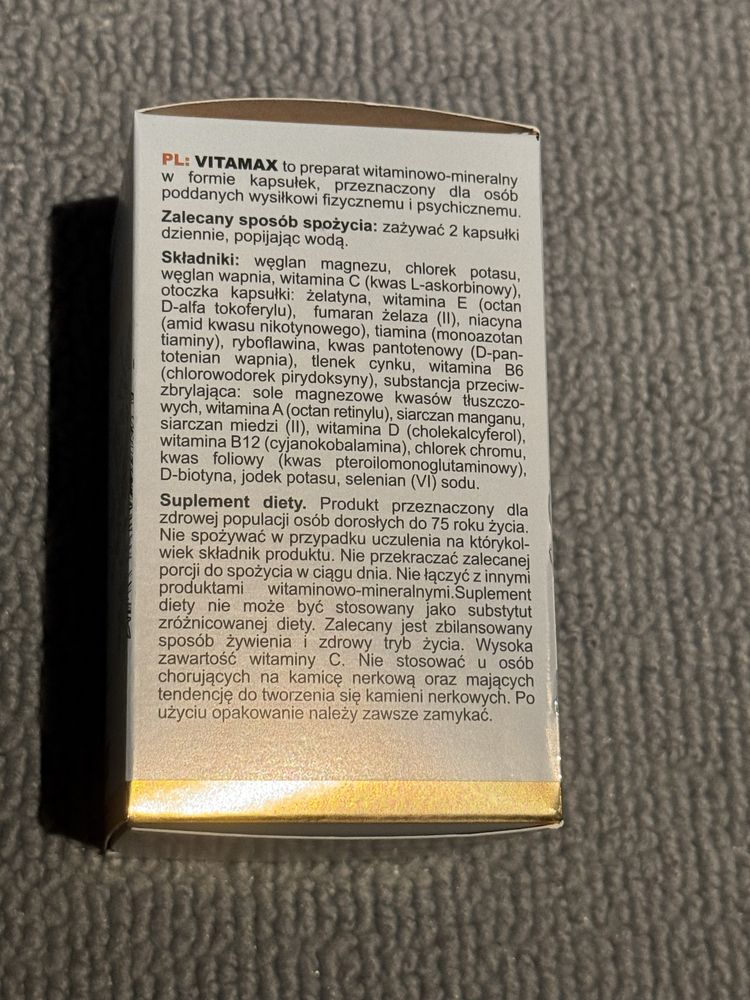 PL: VITAMAX to preparat witaminowo-mineralny
w formie kapsułek, przeznaczony dla osób
poddanych wysiłkowi fizycznemu i psychicznemu.
Zalecany sposób spożycia: zażywać 2 kapsułki
dziennie, popijając wodą.
Składniki: węglan magnezu, chlorek potasu,
węglan wapnia, witamina C (kwas L-askorbinowy),
otoczka kapsułki: żelatyna, witamina E (octan
D-alfa tokoferylu), fumaran żelaza (II), niacyna
(amid kwasu nikotynowego), tiamina (monoazotan
tiaminy), ryboflawina, kwas pantotenowy (D-pan-
totenian wapnia), tlenek cynku, witamina B6
(chlorowodorek pirydoksyny), substancja przeciw-
zbrylająca: sole magnezowe kwasów tłuszczo-
wych, witamina A (octan retinylu), siarczan manganu,
siarczan miedzi (II), witamina D (cholekalcyferol),
witamina B12 (cyjanokobalamina), chlorek chromu,
kwas foliowy (kwas pteroilomonoglutaminowy),
D-biotyna, jodek potasu, selenian (VI) sodu.
Suplement diety. Produkt przeznaczony dla
zdrowej populacji osób dorosłych do 75 roku życia.
Nie spożywać w przypadku uczulenia na którykol-
wiek składnik produktu. Nie przekraczać zalecanej
porcji do spożycia w ciągu dnia. Nie łączyć z innymi
produktami witaminowo-mineralnymi.Suplement
diety nie może być stosowany jako substytut
zróżnicowanej diety. Zalecany jest zbilansowany
sposób żywienia i zdrowy tryb życia. Wysoka
zawartość witaminy C. Nie stosować u osób
chorujących na kamicę nerkową oraz mających
tendencję do tworzenia się kamieni nerkowych. Po
użyciu opakowanie należy zawsze zamykać.